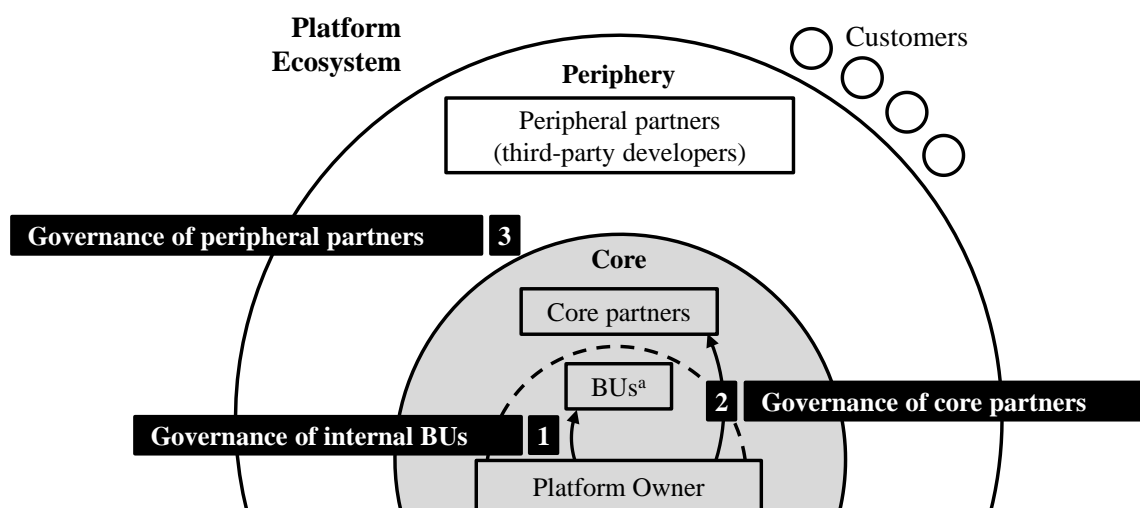 Platform
Ecosystem
Customers
Periphery
Peripheral partners
(third-party developers)
Governance of peripheral partners 3
Core
Core partners
BUsᵃ
2 Governance of core partners
Governance of internal BUs 1
Platform Owner